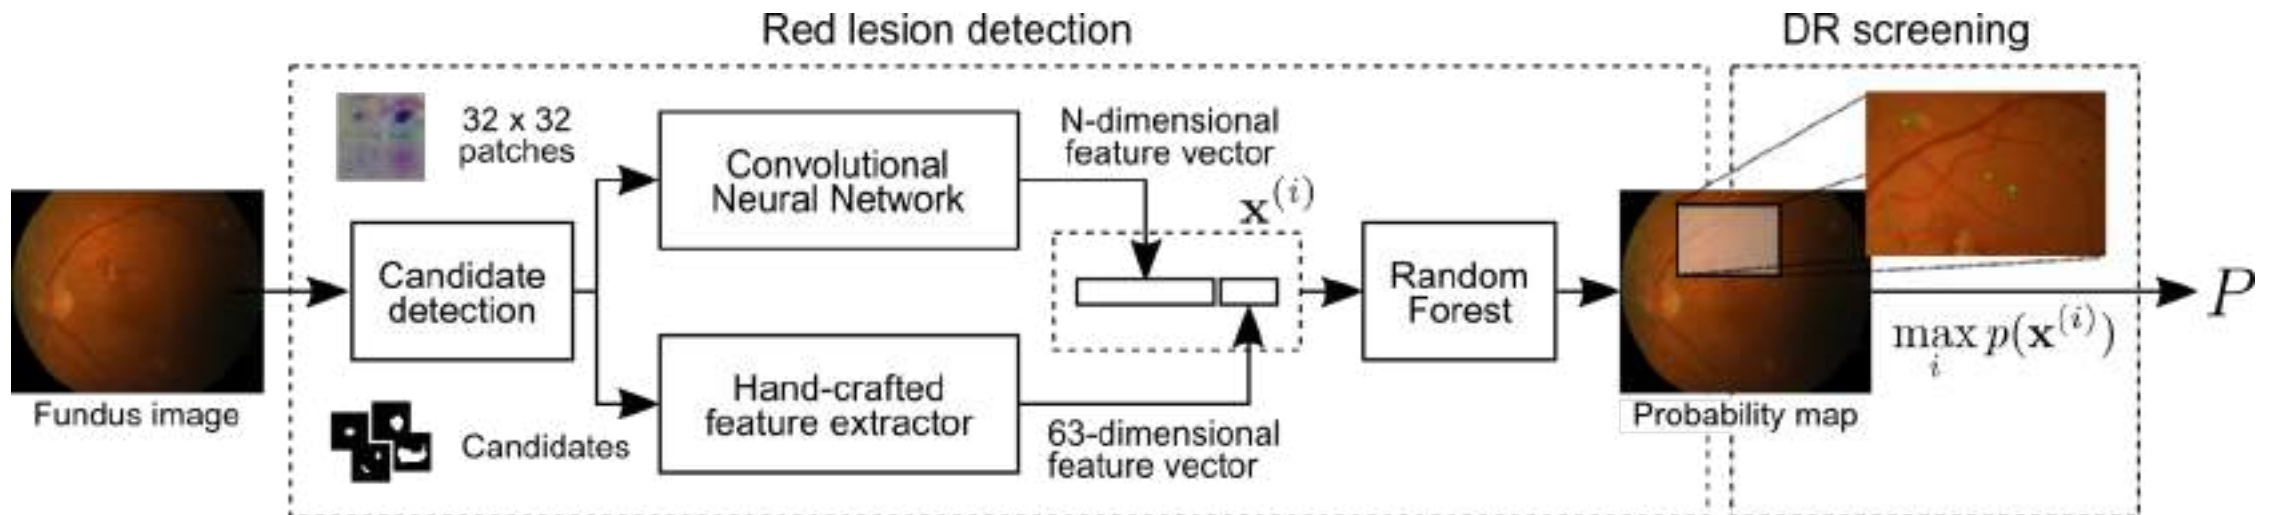 Red lesion detection
DR screening
32 x 32
patches
Convolutional
Neural Network
N-dimensional
feature vector
x^{(i)}
Candidate
detection
Random
Forest
Fundus image
Hand-crafted
feature extractor
Candidates
63-dimensional
feature vector
Probability map
max_i p(x^{(i)})
P